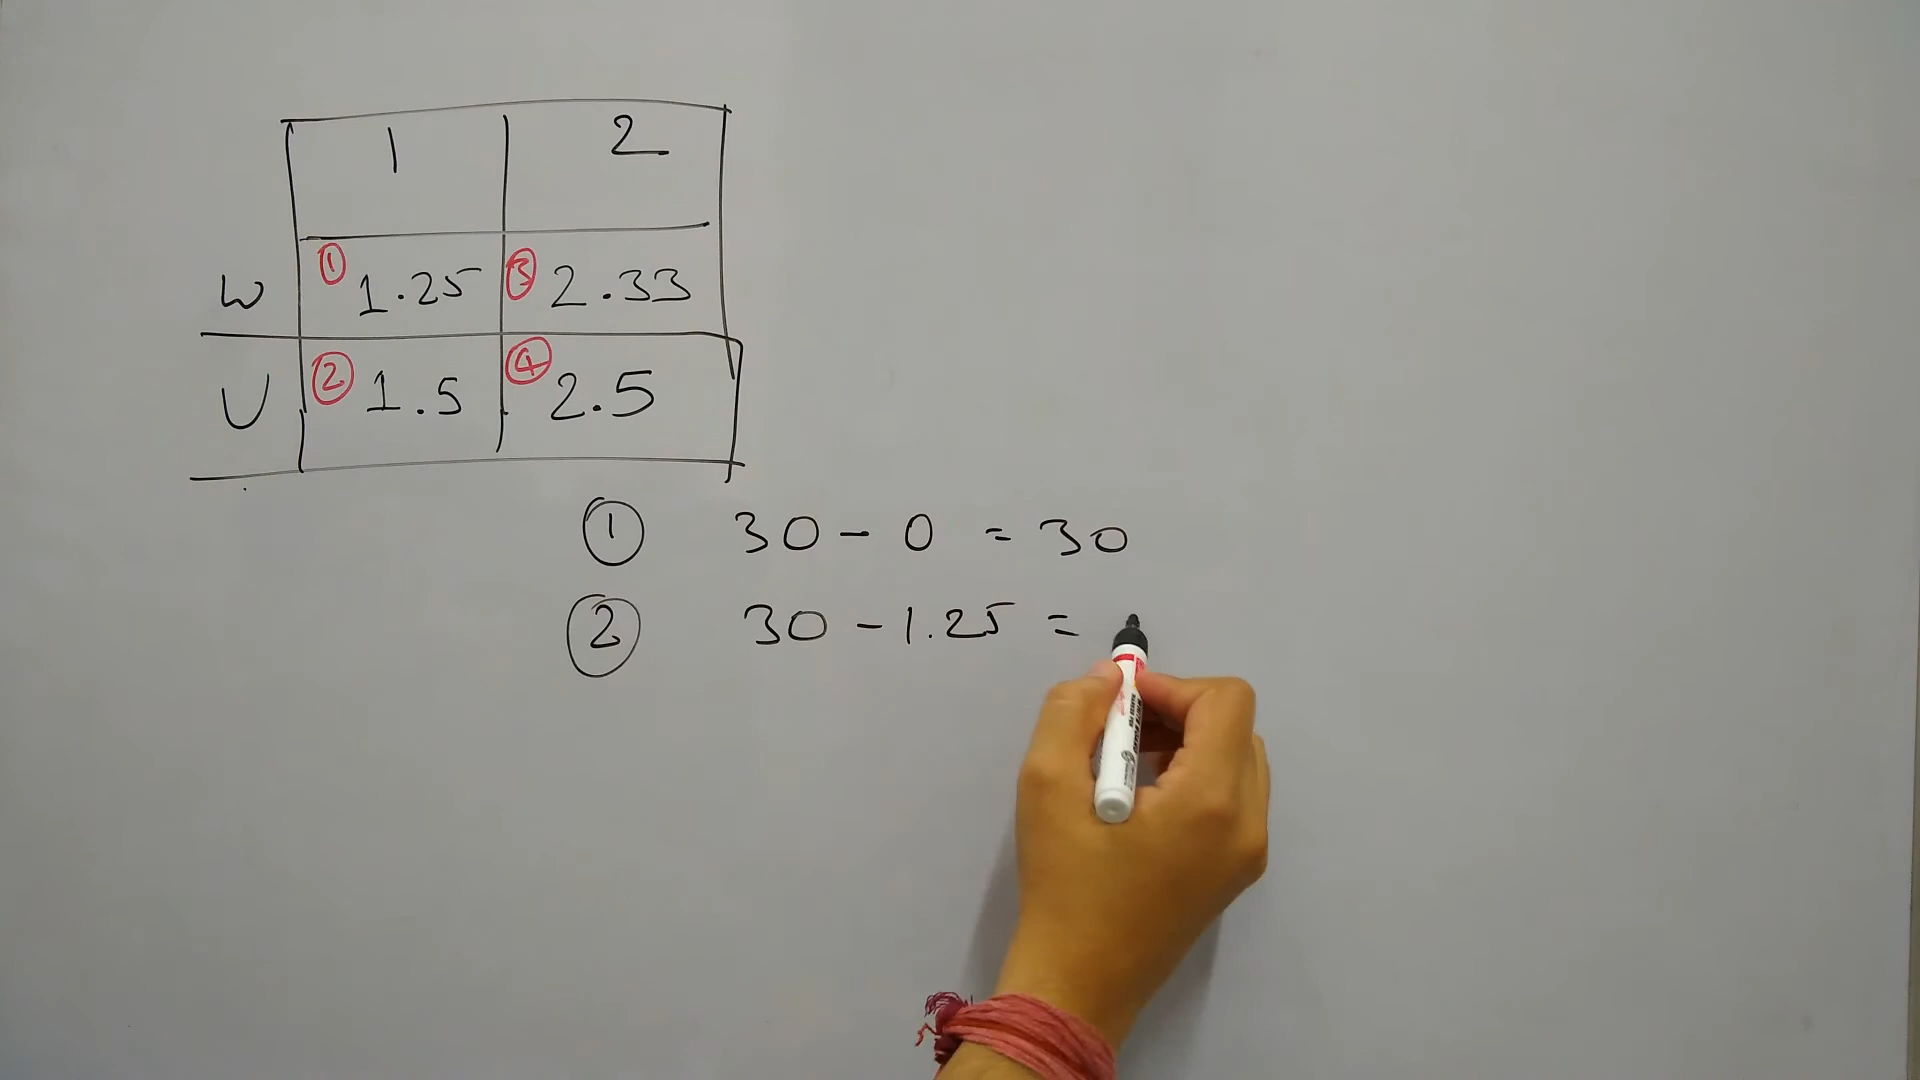 1 2
W ① 1.25 ③ 2.33
U ② 1.5 ④ 2.5
① 30 - 0 = 30
② 30 - 1.25 =